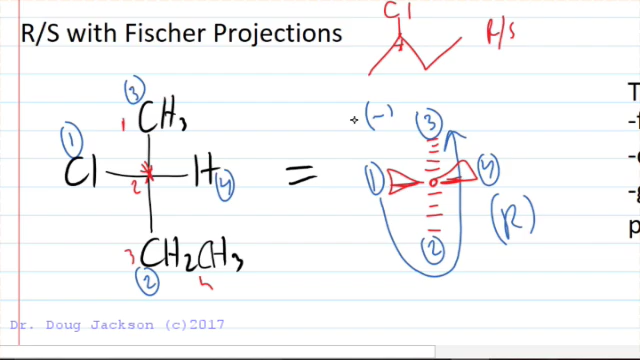 R/S with Fischer Projections
Cl
R/S
3
1 CH3
1
Cl
2
H
4
=
3 CH2CH3
2
4
(-)
3
1
4
2
(R)
T
-f
-c
-g
p
Dr. Doug Jackson (c)2017